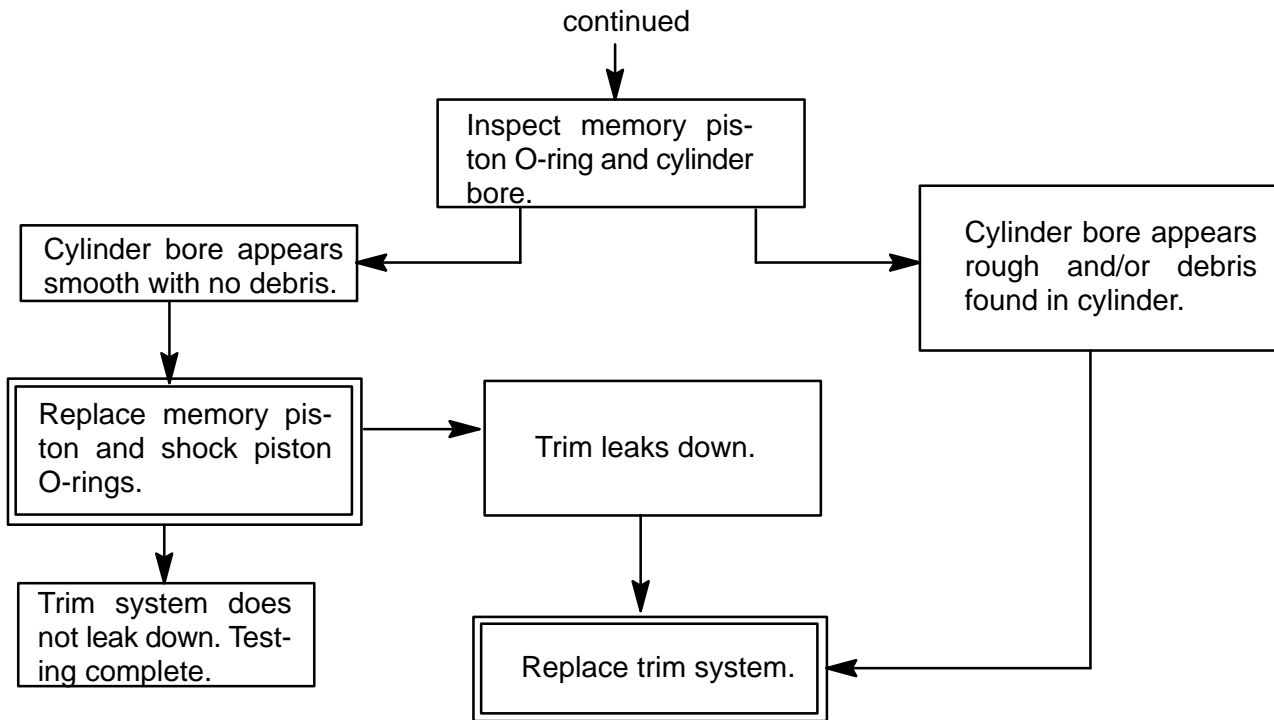 continued
Inspect memory pis-
ton O-ring and cylinder
bore.
Cylinder bore appears
smooth with no debris.
Cylinder bore appears
rough and/or debris
found in cylinder.
Replace memory pis-
ton and shock piston
O-rings.
Trim leaks down.
Trim system does
not leak down. Test-
ing complete.
Replace trim system.